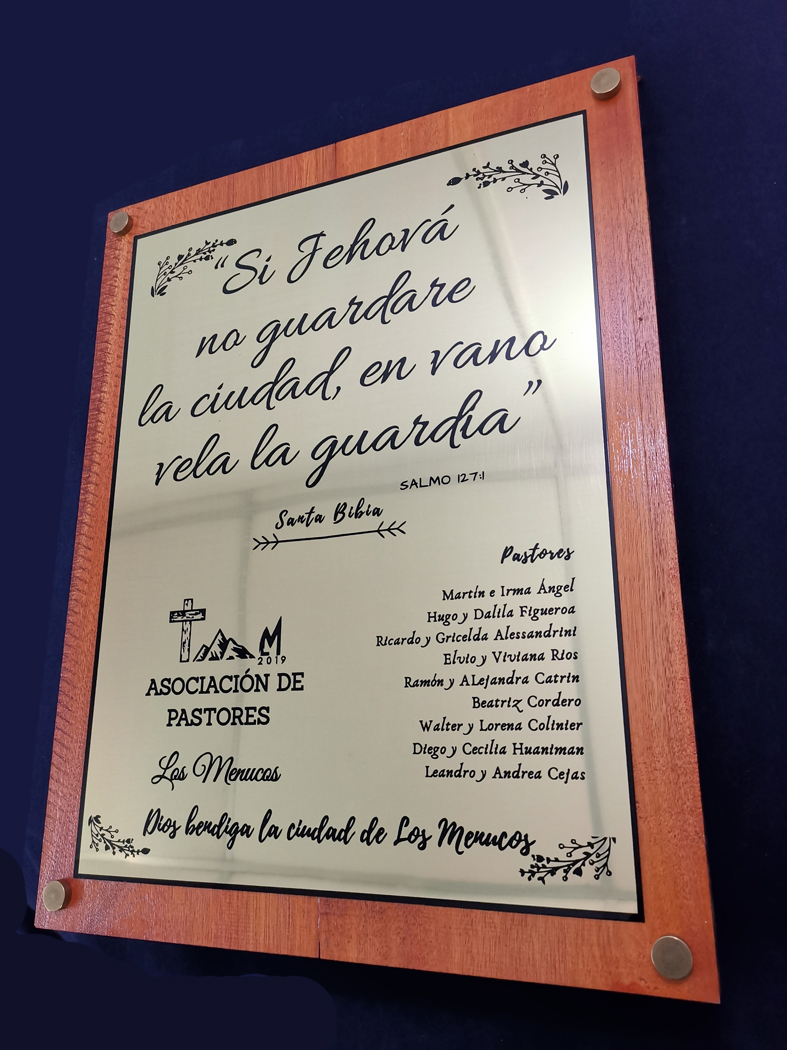 “Si Jehová
no guardare
la ciudad, en vano
vela la guardia”
SALMO 127:1
Santa Bibia
Pastores
Martín e Irma Ángel
Hugo y Dalila Figueroa
Ricardo y Gricelda Alessandrini
Elvio y Viviana Rios
Ramón y ALejandra Catrin
Beatriz Cordero
Walter y Lorena Colinier
Diego y Cecilia Huaniman
Leandro y Andrea Cejas
M
2019
ASOCIACIÓN DE
PASTORES
Los Menucos
Dios bendiga la ciudad de Los Menucos